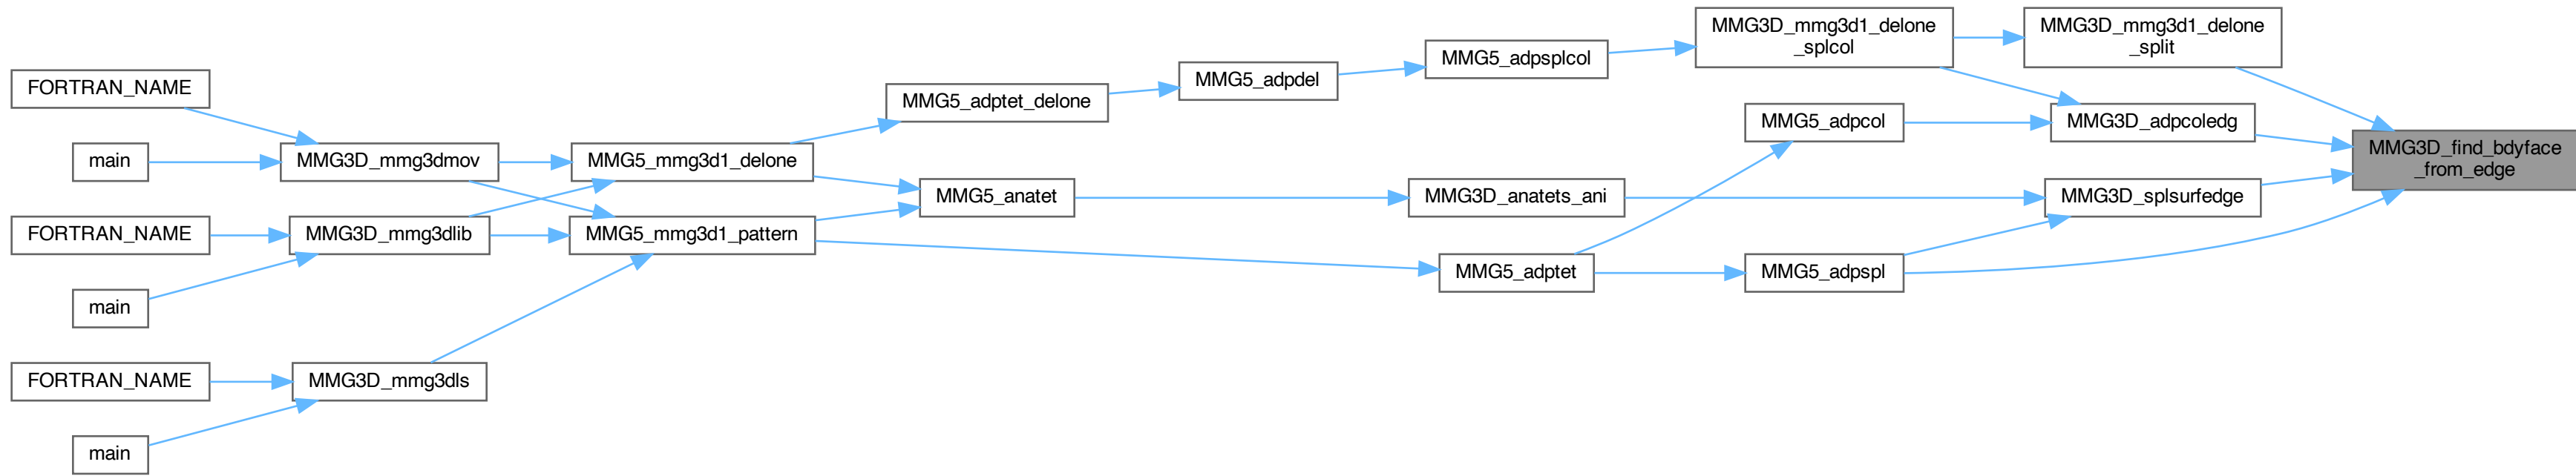 FORTRAN_NAME
main
FORTRAN_NAME
main
FORTRAN_NAME
main
MMG3D_mmg3dmov
MMG3D_mmg3dlib
MMG3D_mmg3dls
MMG5_mmg3d1_delone
MMG5_mmg3d1_pattern
MMG5_adptet_delone
MMG5_anatet
MMG5_adpdel
MMG5_adpsplcol
MMG3D_anatets_ani
MMG5_adptet
MMG3D_mmg3d1_delone
_splcol
MMG5_adpcol
MMG5_adpspl
MMG3D_mmg3d1_delone
_split
MMG3D_adpcoledg
MMG3D_splsurfedge
MMG3D_find_bdyface
_from_edge